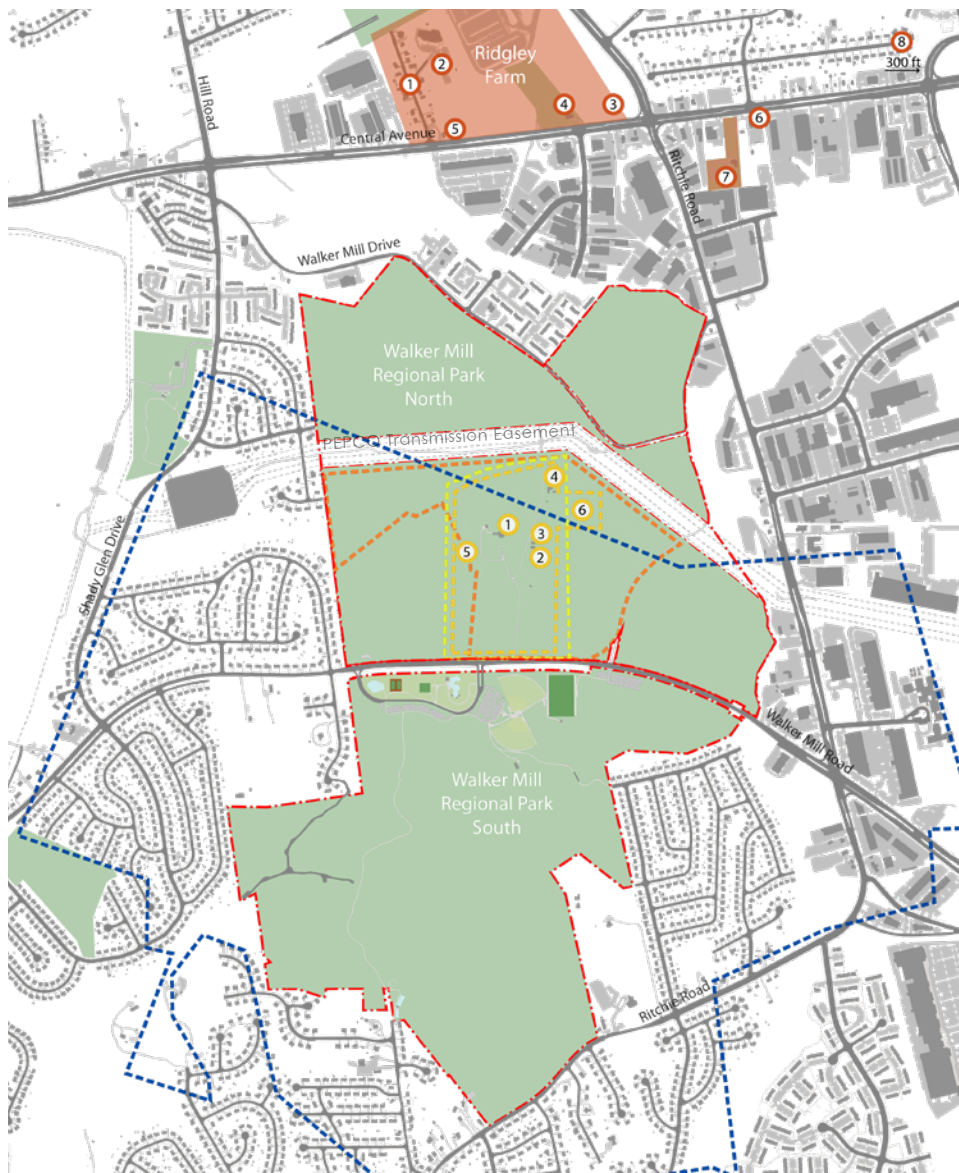 8
300 ft
Ridgley
Farm
2
1
4
3
5
6
Central Avenue
Hill Road
7
Ritchie Road
Walker Mill Drive
Walker Mill
Regional Park
North
PEPCO Transmission Easement
4
6
1
3
5
2
Shady Glen Drive
Walker Mill Road
Walker Mill
Regional Park
South
Ritchie Road